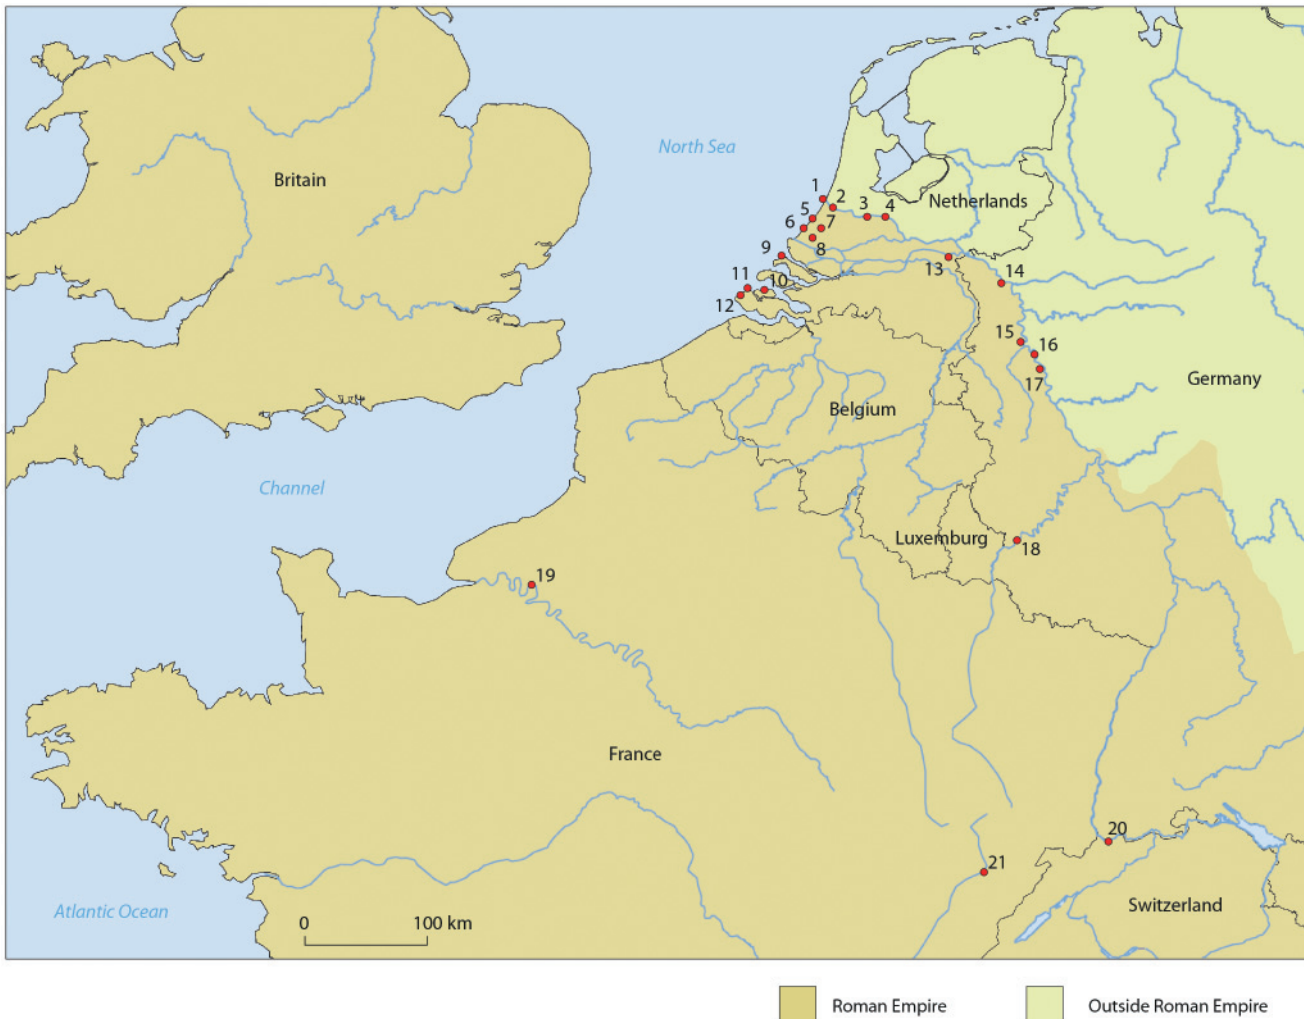 North Sea
Britain
Netherlands
1
2
3
4
5
6
7
8
9
10
11
12
13
14
15
16
17
Germany
Belgium
Channel
Luxemburg
18
19
France
20
21
Switzerland
Atlantic Ocean
0 100 km
Roman Empire
Outside Roman Empire